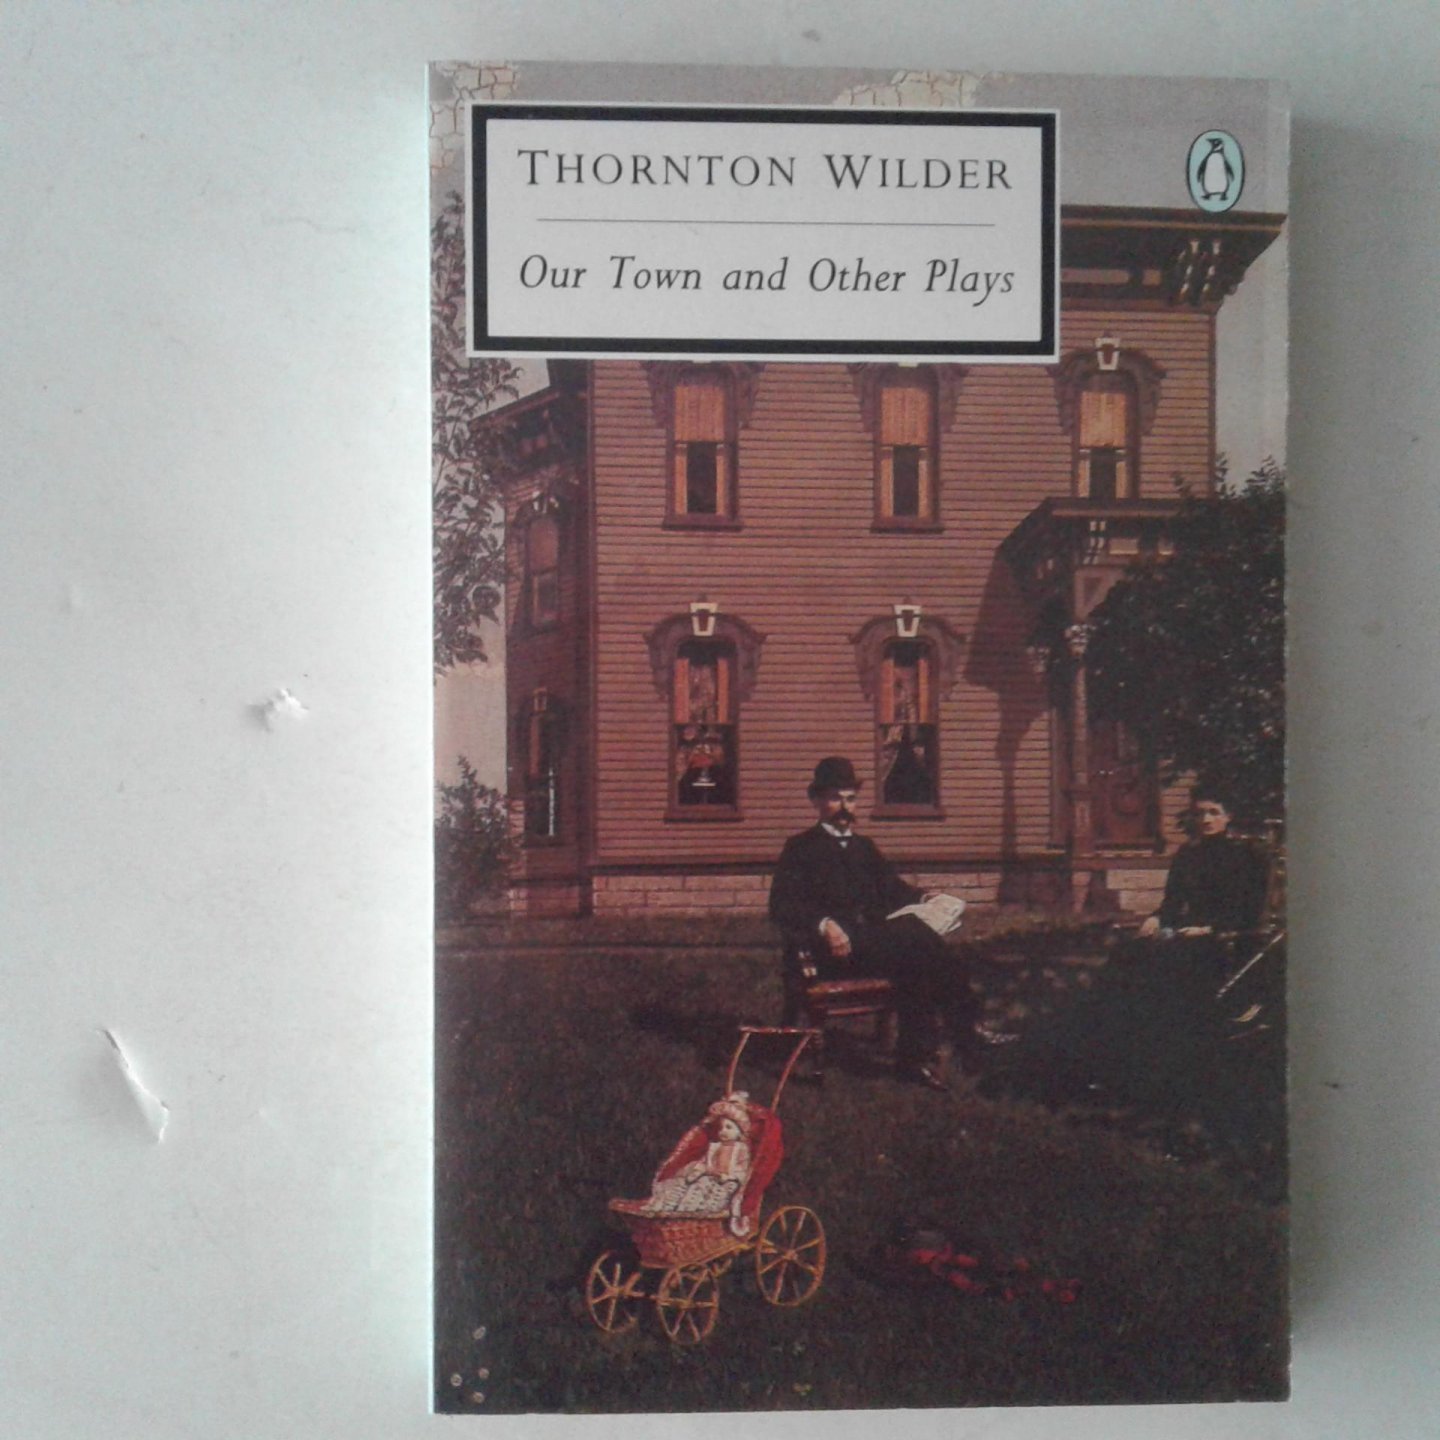 THORNTON WILDER
Our Town and Other Plays